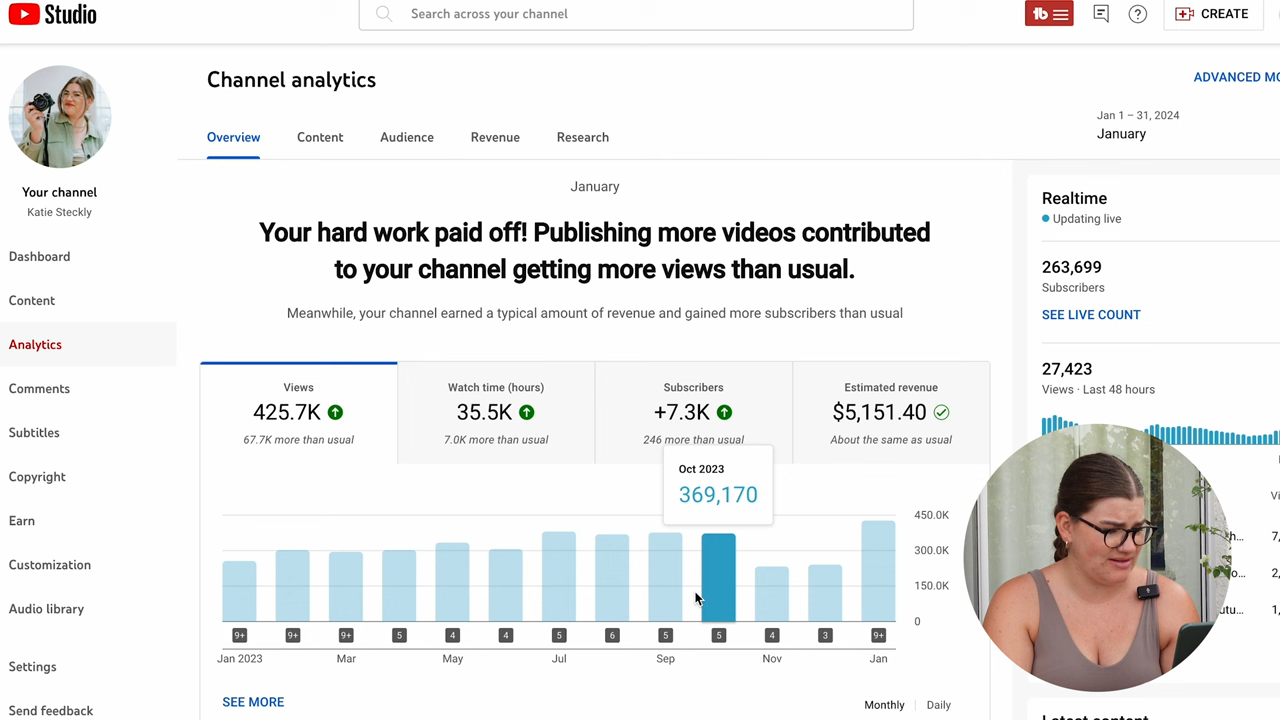 Studio
Search across your channel
CREATE
Channel analytics
ADVANCED MO
Jan 1 – 31, 2024
January
Overview
Content
Audience
Revenue
Research
Your channel
Katie Steckly
Dashboard
Content
Analytics
Comments
Subtitles
Copyright
Earn
Customization
Audio library
Settings
Send feedback
January
Your hard work paid off! Publishing more videos contributed
to your channel getting more views than usual.
Meanwhile, your channel earned a typical amount of revenue and gained more subscribers than usual
Views
425.7K
67.7K more than usual
Watch time (hours)
35.5K
7.0K more than usual
Subscribers
+7.3K
246 more than usual
Estimated revenue
$5,151.40
About the same as usual
Oct 2023
369,170
450.0K
300.0K
150.0K
0
9+ 9+ 9+ 5 4 4 5 6 5 5 4 3 9+
Jan 2023 Mar May Jul Sep Nov Jan
SEE MORE
Monthly
Daily
Realtime
Updating live
263,699
Subscribers
SEE LIVE COUNT
27,423
Views · Last 48 hours